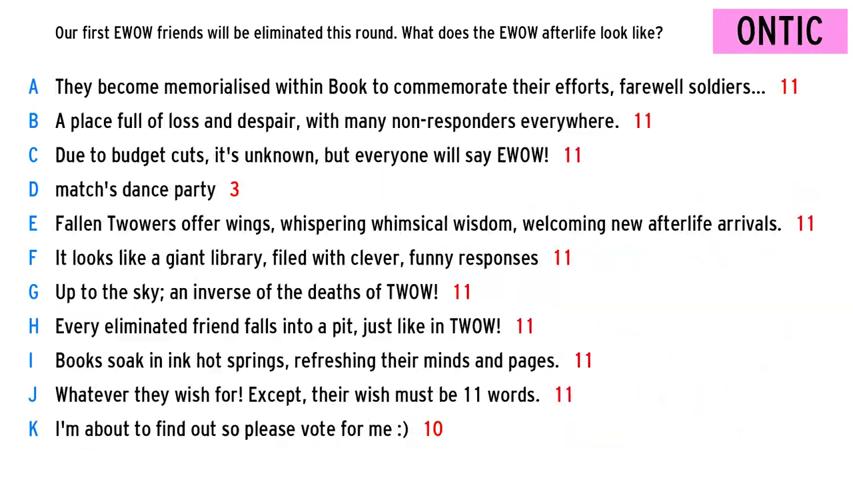 Our first EWOW friends will be eliminated this round. What does the EWOW afterlife look like?
ONTIC
A They become memorialised within Book to commemorate their efforts, farewell soldiers... 11
B A place full of loss and despair, with many non-responders everywhere. 11
C Due to budget cuts, it's unknown, but everyone will say EWOW! 11
D match's dance party 3
E Fallen Twowers offer wings, whispering whimsical wisdom, welcoming new afterlife arrivals. 11
F It looks like a giant library, filed with clever, funny responses 11
G Up to the sky; an inverse of the deaths of TWOW! 11
H Every eliminated friend falls into a pit, just like in TWOW! 11
I Books soak in ink hot springs, refreshing their minds and pages. 11
J Whatever they wish for! Except, their wish must be 11 words. 11
K I'm about to find out so please vote for me :) 10